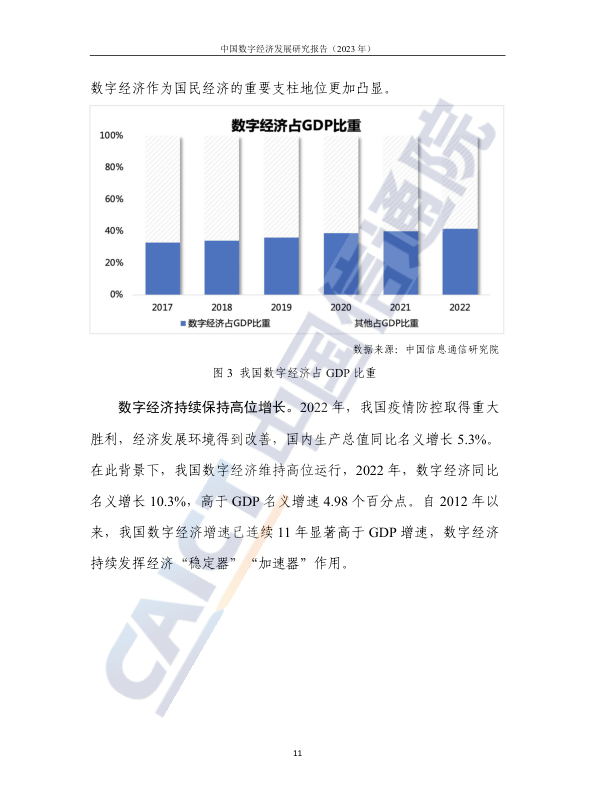 中国数字经济发展研究报告（2023 年）
数字经济作为国民经济的重要支柱地位更加凸显。
数字经济占GDP比重
100%
80%
60%
40%
20%
0%
2017 2018 2019 2020 2021 2022
数字经济占GDP比重 其他占GDP比重
数据来源：中国信息通信研究院
图 3 我国数字经济占 GDP 比重
数字经济持续保持高位增长。2022 年，我国疫情防控取得重大
胜利，经济发展环境得到改善，国内生产总值同比名义增长 5.3%。
在此背景下，我国数字经济维持高位运行，2022 年，数字经济同比
名义增长 10.3%，高于 GDP 名义增速 4.98 个百分点。自 2012 年以
来，我国数字经济增速已连续 11 年显著高于 GDP 增速，数字经济
持续发挥经济“稳定器”“加速器”作用。
CAICT 中国信通院
11